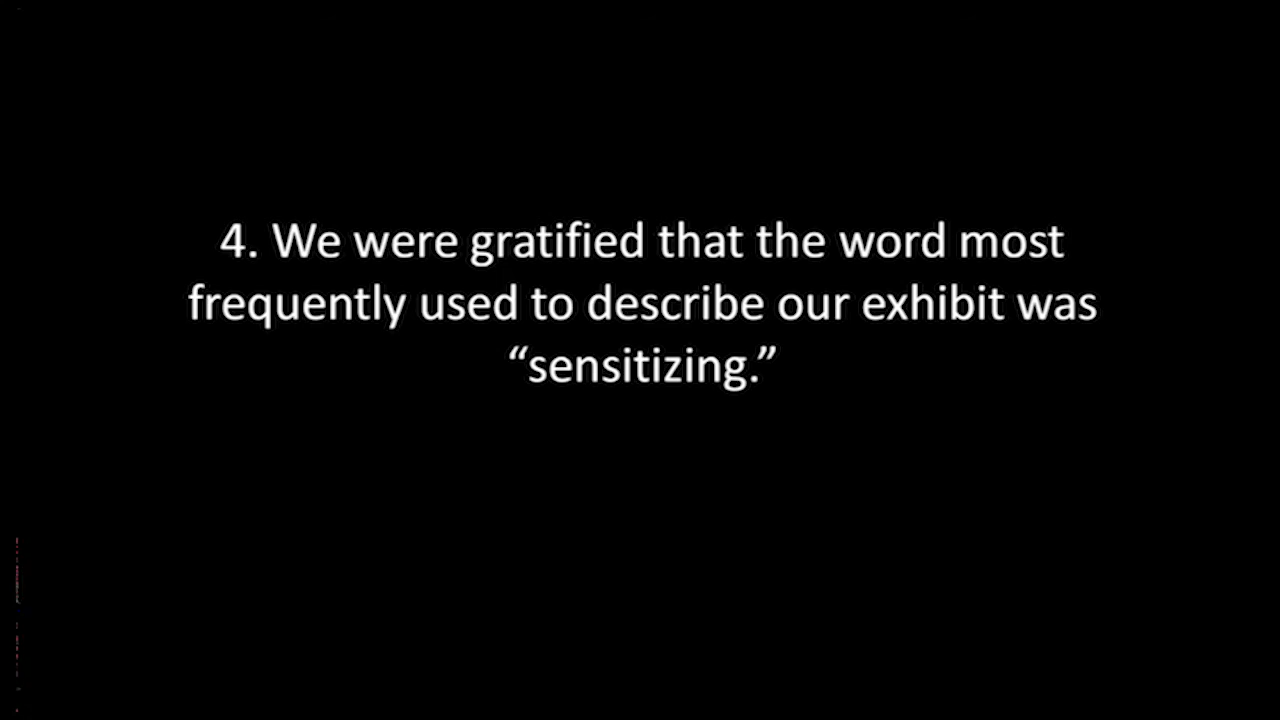 4. We were gratified that the word most
frequently used to describe our exhibit was
“sensitizing.”